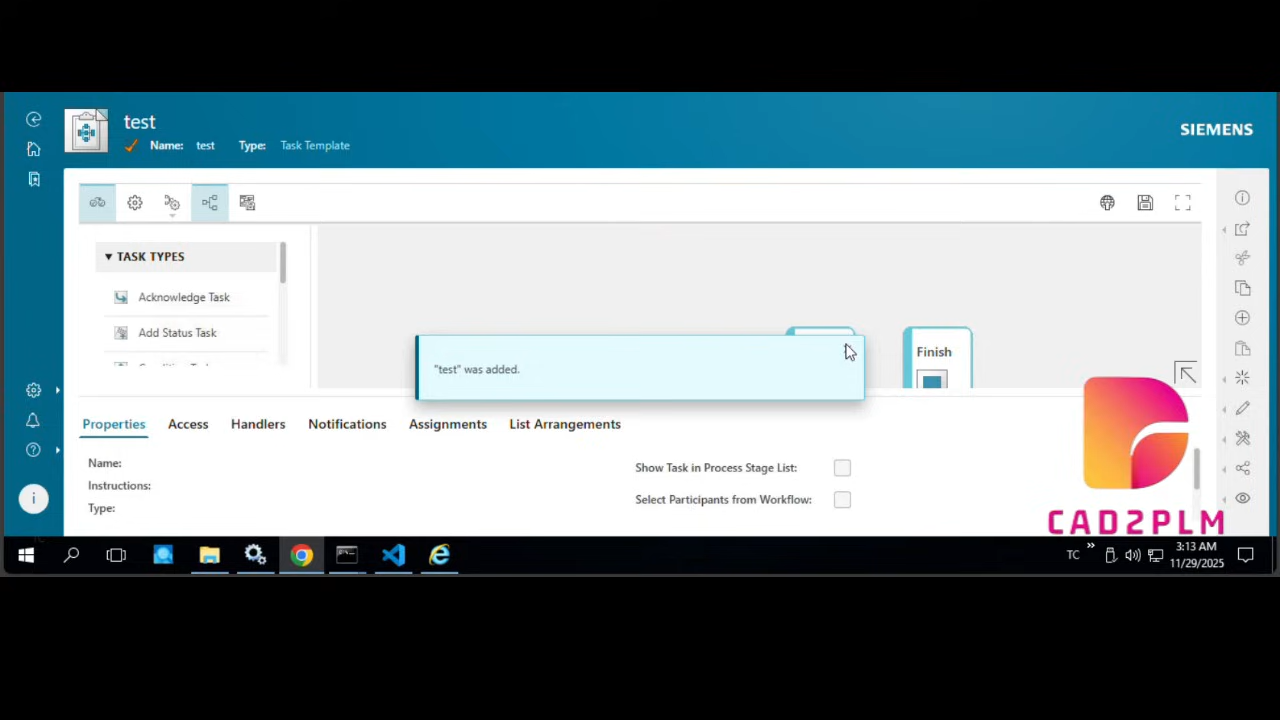 test
Name: test Type: Task Template
SIEMENS
TASK TYPES
Acknowledge Task
Add Status Task
"test" was added.
Finish
Properties Access Handlers Notifications Assignments List Arrangements
Name:
Instructions:
Type:
Show Task in Process Stage List:
Select Participants from Workflow:
CAD2PLM
TC
3:13 AM
11/29/2025